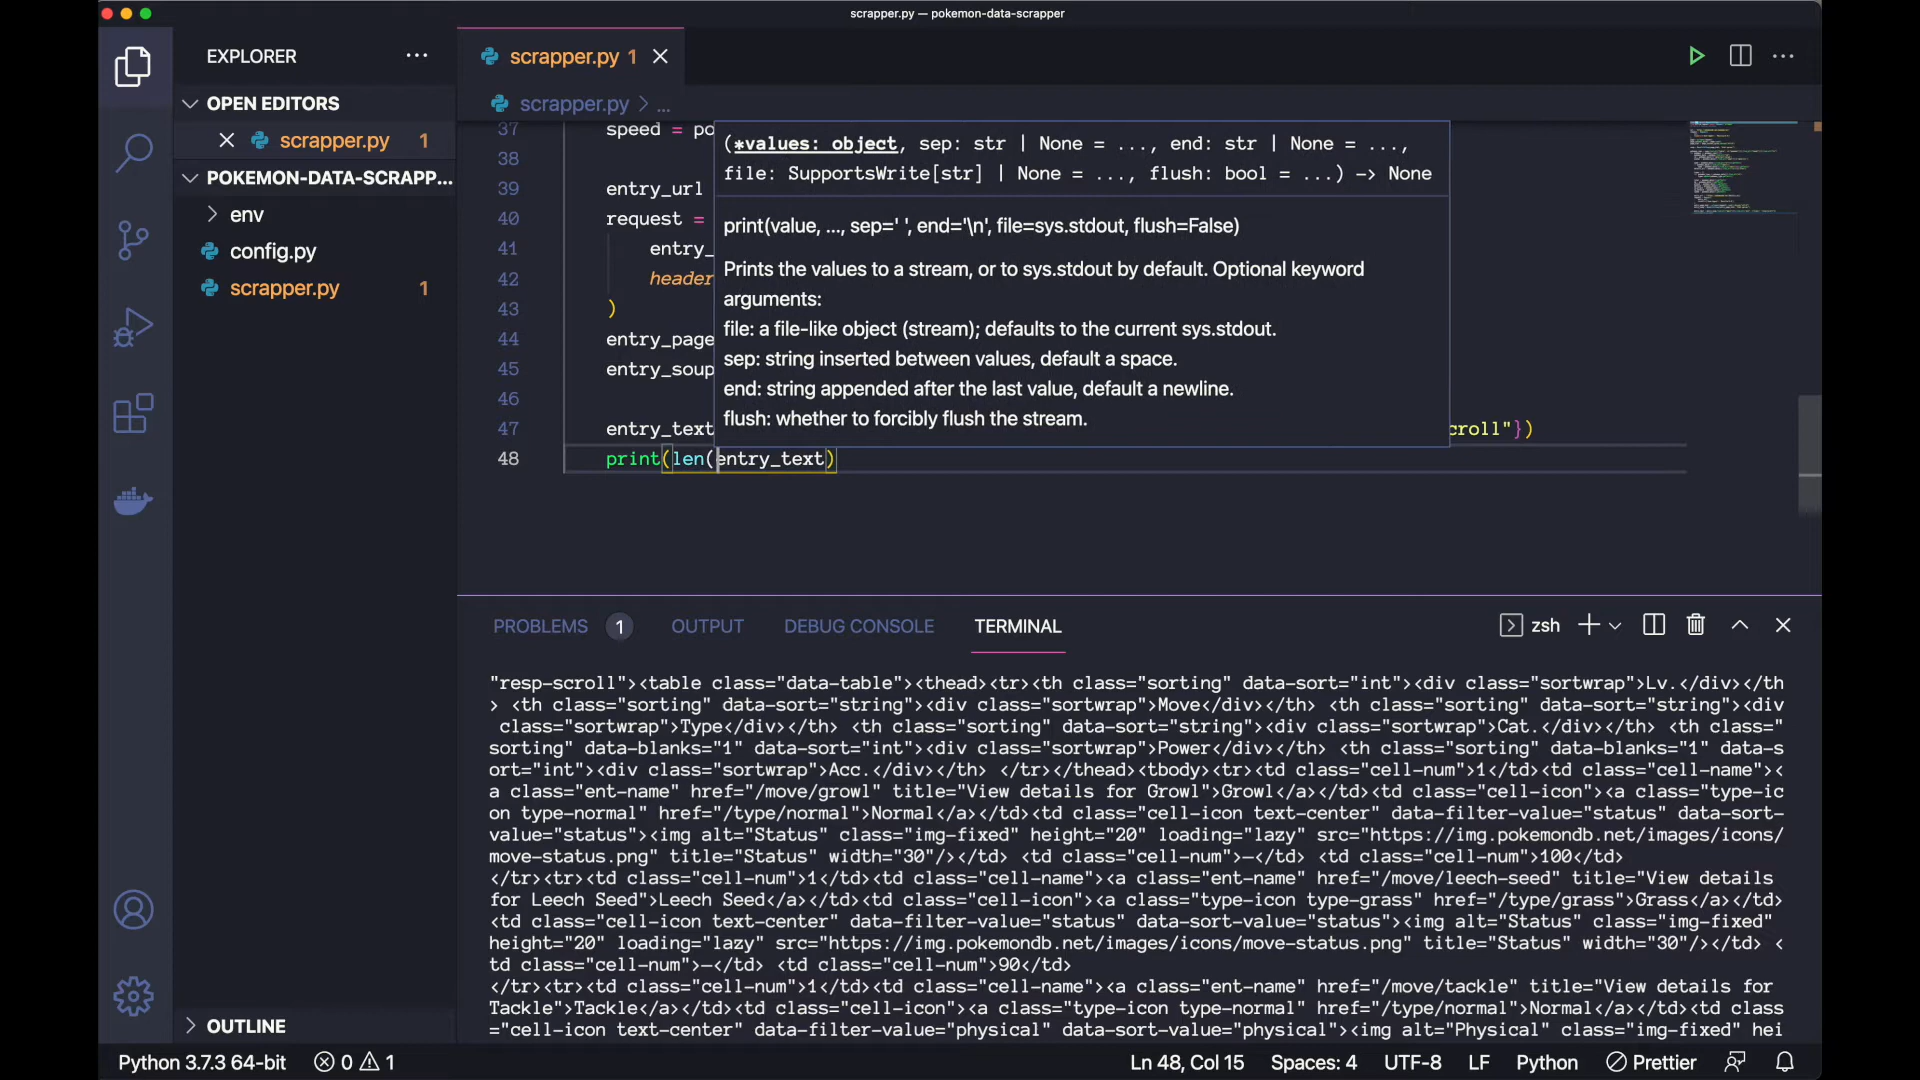 scrapper.py — pokemon-data-scrapper
EXPLORER
scrapper.py 1
OPEN EDITORS
scrapper.py > ...
scrapper.py 1
37 speed = po
(*values: object, sep: str | None = ..., end: str | None = ...,
file: SupportsWrite[str] | None = ..., flush: bool = ...) -> None
POKEMON-DATA-SCRAPP...
38
39 entry_url
env
40 request =
print(value, ..., sep=' ', end='\n', file=sys.stdout, flush=False)
config.py
41 entry_
Prints the values to a stream, or to sys.stdout by default. Optional keyword
arguments:
42 header
scrapper.py 1
43 )
file: a file-like object (stream); defaults to the current sys.stdout.
44 entry_page
sep: string inserted between values, default a space.
45 entry_soup
end: string appended after the last value, default a newline.
46
flush: whether to forcibly flush the stream.
47 entry_text croll"})
48 print(len(entry_text)
PROBLEMS 1 OUTPUT DEBUG CONSOLE TERMINAL zsh
"resp-scroll"><table class="data-table"><thead><tr><th class="sorting" data-sort="int"><div class="sortwrap">Lv.</div></th
> <th class="sorting" data-sort="string"><div class="sortwrap">Move</div></th> <th class="sorting" data-sort="string"><div
class="sortwrap">Type</div></th> <th class="sorting" data-sort="string"><div class="sortwrap">Cat.</div></th> <th class="
sorting" data-blanks="1" data-sort="int"><div class="sortwrap">Power</div></th> <th class="sorting" data-blanks="1" data-s
ort="int"><div class="sortwrap">Acc.</div></th> </tr></thead><tbody><tr><td class="cell-num">1</td><td class="cell-name"><
a class="ent-name" href="/move/growl" title="View details for Growl">Growl</a></td><td class="cell-icon"><a class="type-ic
on type-normal" href="/type/normal">Normal</a></td><td class="cell-icon text-center" data-filter-value="status" data-sort-
value="status"><img alt="Status" class="img-fixed" height="20" loading="lazy" src="https://img.pokemondb.net/images/icons/
move-status.png" title="Status" width="30"/></td> <td class="cell-num">—</td> <td class="cell-num">100</td>
</tr><tr><td class="cell-num">1</td><td class="cell-name"><a class="ent-name" href="/move/leech-seed" title="View details
for Leech Seed">Leech Seed</a></td><td class="cell-icon"><a class="type-icon type-grass" href="/type/grass">Grass</a></td>
<td class="cell-icon text-center" data-filter-value="status" data-sort-value="status"><img alt="Status" class="img-fixed"
height="20" loading="lazy" src="https://img.pokemondb.net/images/icons/move-status.png" title="Status" width="30"/></td> <
td class="cell-num">—</td> <td class="cell-num">90</td>
</tr><tr><td class="cell-num">1</td><td class="cell-name"><a class="ent-name" href="/move/tackle" title="View details for
Tackle">Tackle</a></td><td class="cell-icon"><a class="type-icon type-normal" href="/type/normal">Normal</a></td><td class
="cell-icon text-center" data-filter-value="physical" data-sort-value="physical"><img alt="Physical" class="img-fixed" hei
OUTLINE
Python 3.7.3 64-bit 0 1 Ln 48, Col 15 Spaces: 4 UTF-8 LF Python Prettier